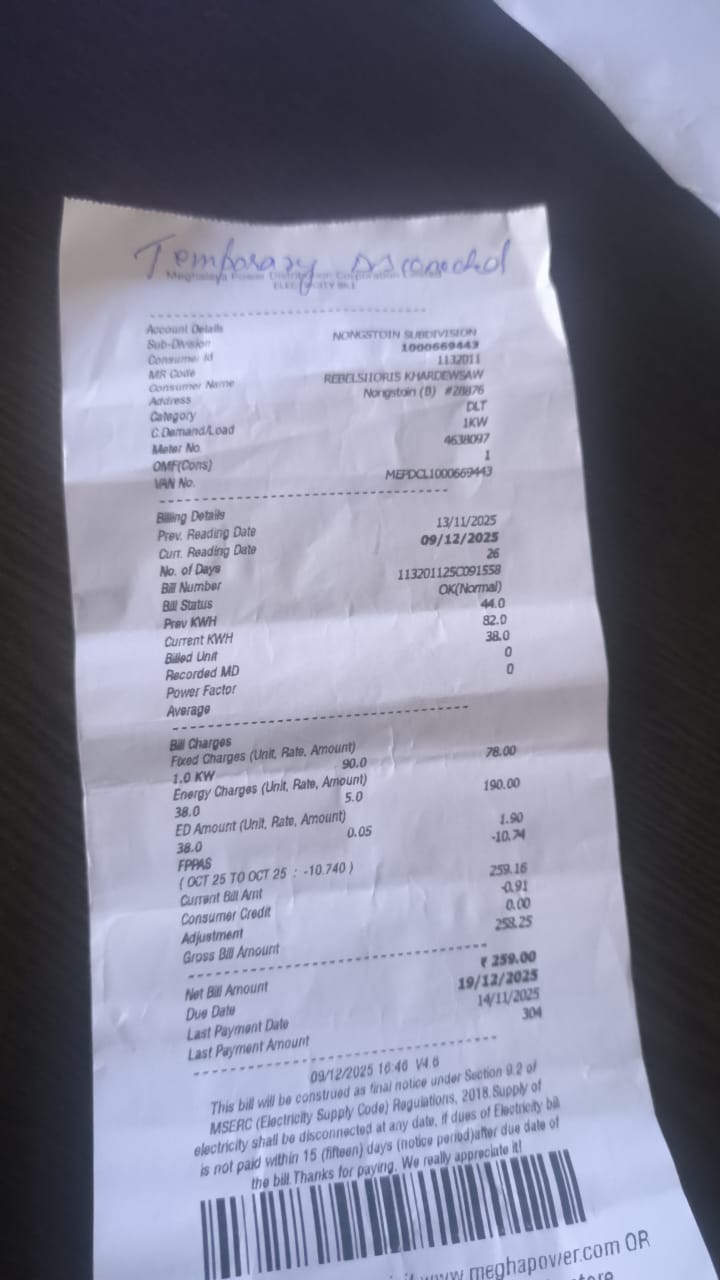 Temporary Disconected
Meghalaya Power Distribution Corporation Limited
ELECTRICITY BILL
Account Details
Sub-Division NONGSTOIN SUBDIVISION
Consumer Id 1000669443
MR Code 1132011
Consumer Name REBELSHORIS KHARDEWSAW
Address Nongstoin (B) #28876
Category DLT
C.Demand/Load 1KW
Meter No. 4638097
OMF(Cons) 1
VAN No. MEPDCL1000669443
Billing Details
Prev. Reading Date 13/11/2025
Curr. Reading Date 09/12/2025
No. of Days 26
Bill Number 113201125C091558
Bill Status OK(Normal)
Prev KWH 44.0
Current KWH 82.0
Billed Unit 38.0
Recorded MD 0
Power Factor 0
Average
Bill Charges
Fixed Charges (Unit, Rate, Amount)
1.0 KW 90.0 78.00
Energy Charges (Unit, Rate, Amount)
38.0 5.0 190.00
ED Amount (Unit, Rate, Amount)
38.0 0.05 1.90
FPPAS -10.74
( OCT 25 TO OCT 25 : -10.740 )
Current Bill Amt 259.16
Consumer Credit -0.91
Adjustment 0.00
Gross Bill Amount 258.25
Net Bill Amount ₹ 259.00
Due Date 19/12/2025
Last Payment Date 14/11/2025
Last Payment Amount 304
09/12/2025 16:40 V4.6
This bill will be construed as final notice under Section 9.2 of
MSERC (Electricity Supply Code) Regulations, 2018.Supply of
electricity shall be disconnected at any date, if dues of Electricity bill
is not paid within 15 (fifteen) days (notice period)after due date of
the bill.Thanks for paying. We really appreciate it!
www.meghapower.com OR